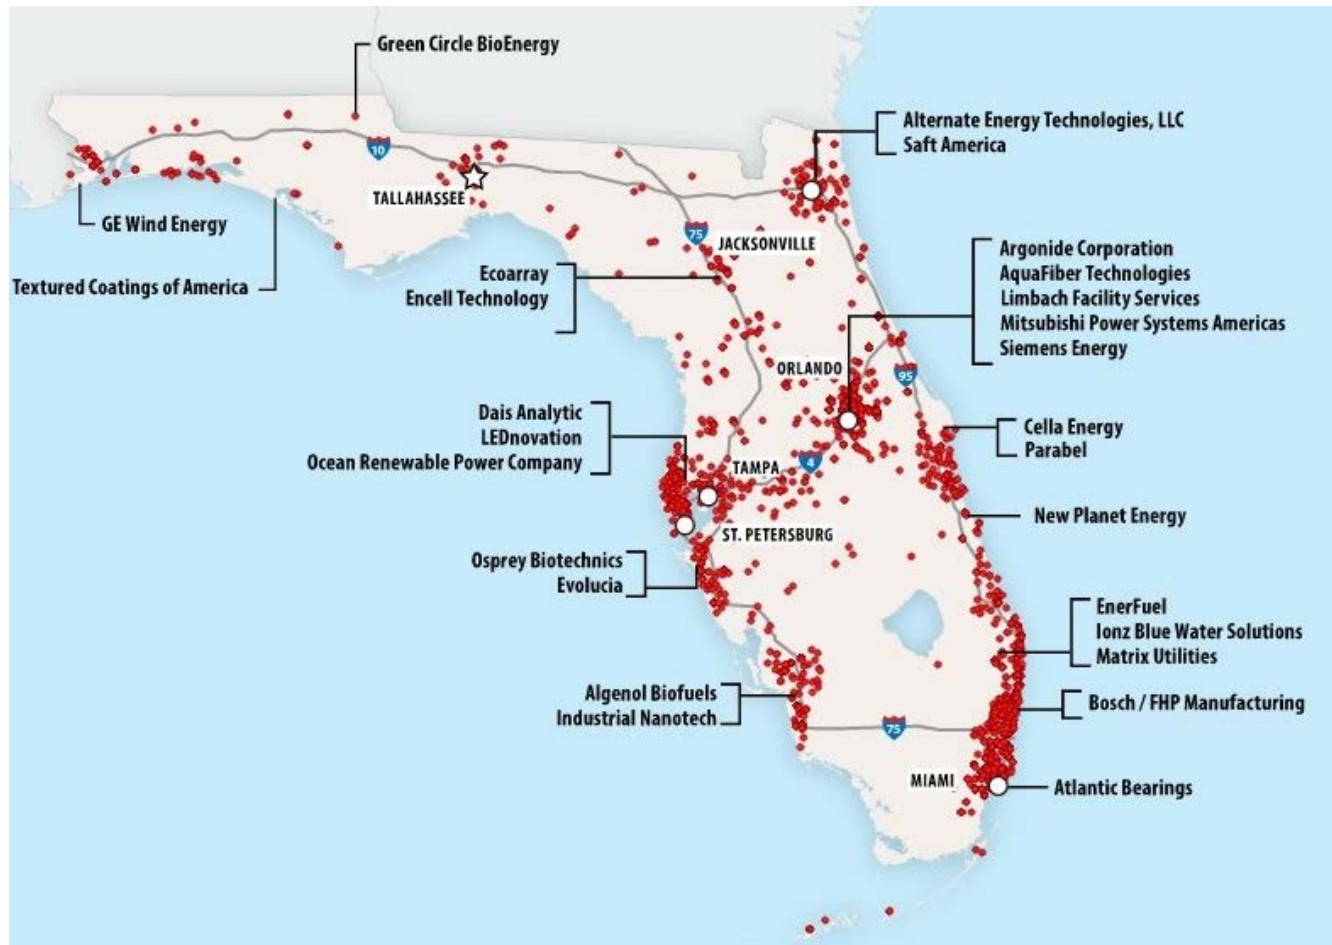 Green Circle BioEnergy
10
TALLAHASSEE
GE Wind Energy
Textured Coatings of America
Alternate Energy Technologies, LLC
Saft America
75
JACKSONVILLE
Ecoarray
Encell Technology
Argonide Corporation
AquaFiber Technologies
Limbach Facility Services
Mitsubishi Power Systems Americas
Siemens Energy
ORLANDO
95
Dais Analytic
LEDnovation
Ocean Renewable Power Company
Cella Energy
Parabel
TAMPA
4
New Planet Energy
ST. PETERSBURG
Osprey Biotechnics
Evolucia
EnerFuel
Ionz Blue Water Solutions
Matrix Utilities
Algenol Biofuels
Industrial Nanotech
Bosch / FHP Manufacturing
75
MIAMI
Atlantic Bearings